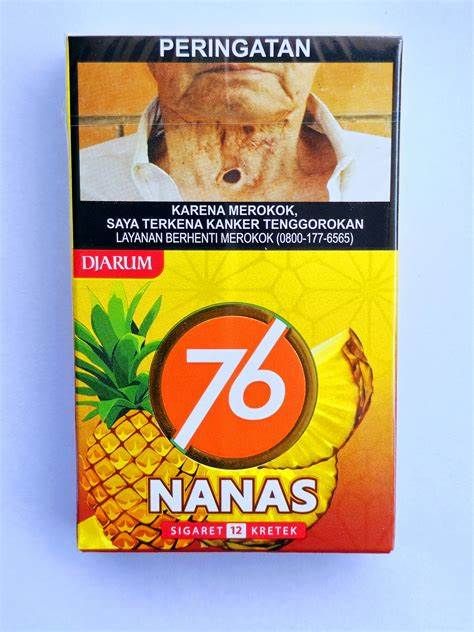 PERINGATAN
KARENA MEROKOK,
SAYA TERKENA KANKER TENGGOROKAN
LAYANAN BERHENTI MEROKOK (0800-177-6565)
DJARUM
76
NANAS
SIGARET 12 KRETEK